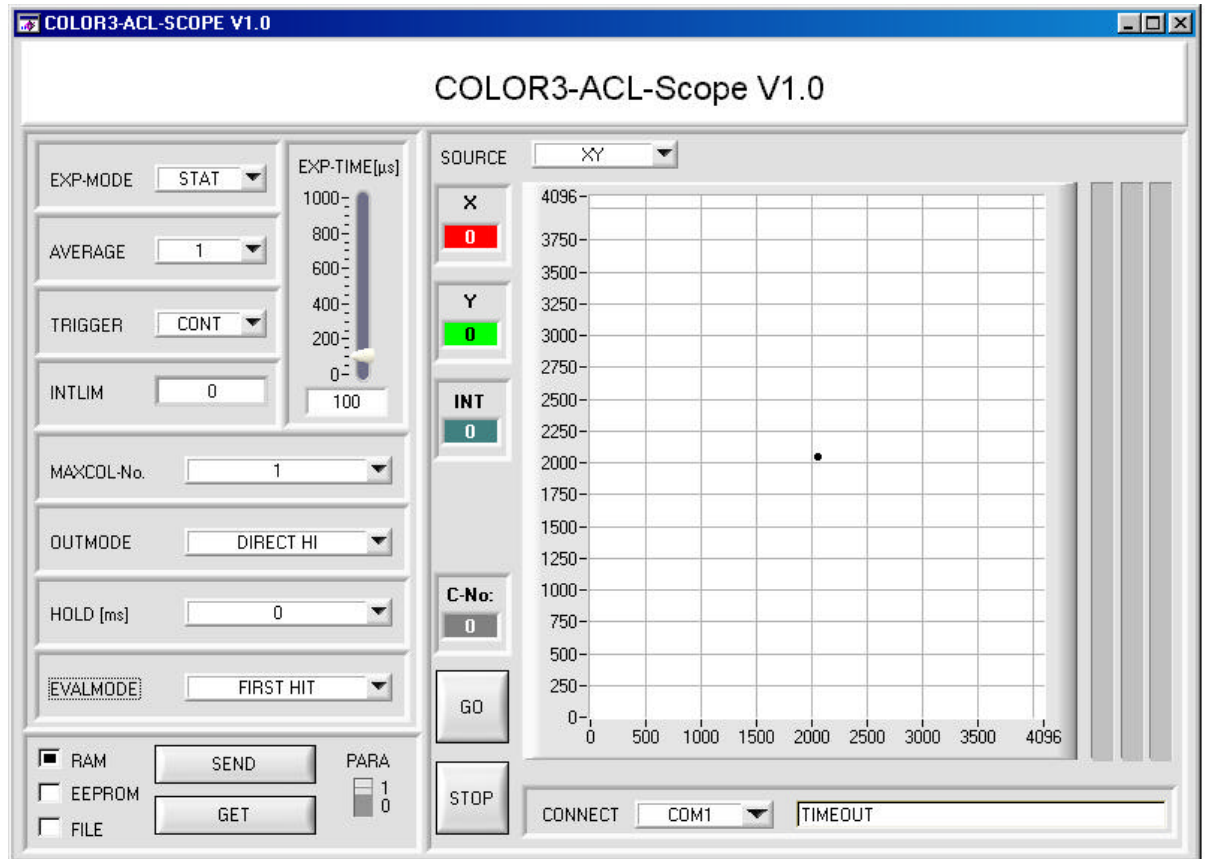 COLOR3-ACL-SCOPE V1.0
COLOR3-ACL-Scope V1.0
EXP-MODE STAT
AVERAGE 1
TRIGGER CONT
INTLIM 0
EXP-TIME[µs]
1000
800
600
400
200
0
100
MAXCOL-No. 1
OUTMODE DIRECT HI
HOLD [ms] 0
EVALMODE FIRST HIT
RAM
EEPROM
FILE
SEND
GET
PARA
1
0
SOURCE XY
X
0
Y
0
INT
0
C-No:
0
GO
STOP
4096
3750
3500
3250
3000
2750
2500
2250
2000
1750
1500
1250
1000
750
500
250
0
0 500 1000 1500 2000 2500 3000 3500 4096
CONNECT COM1 TIMEOUT